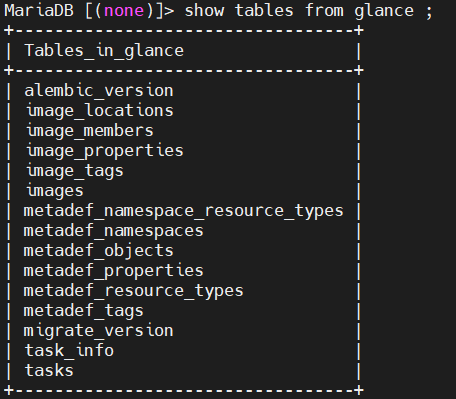 MariaDB [(none)]> show tables from glance ;
+----------------------------------+
| Tables_in_glance                 |
+----------------------------------+
| alembic_version                  |
| image_locations                  |
| image_members                    |
| image_properties                 |
| image_tags                       |
| images                           |
| metadef_namespace_resource_types |
| metadef_namespaces               |
| metadef_objects                  |
| metadef_properties               |
| metadef_resource_types           |
| metadef_tags                     |
| migrate_version                  |
| task_info                        |
| tasks                            |
+----------------------------------+